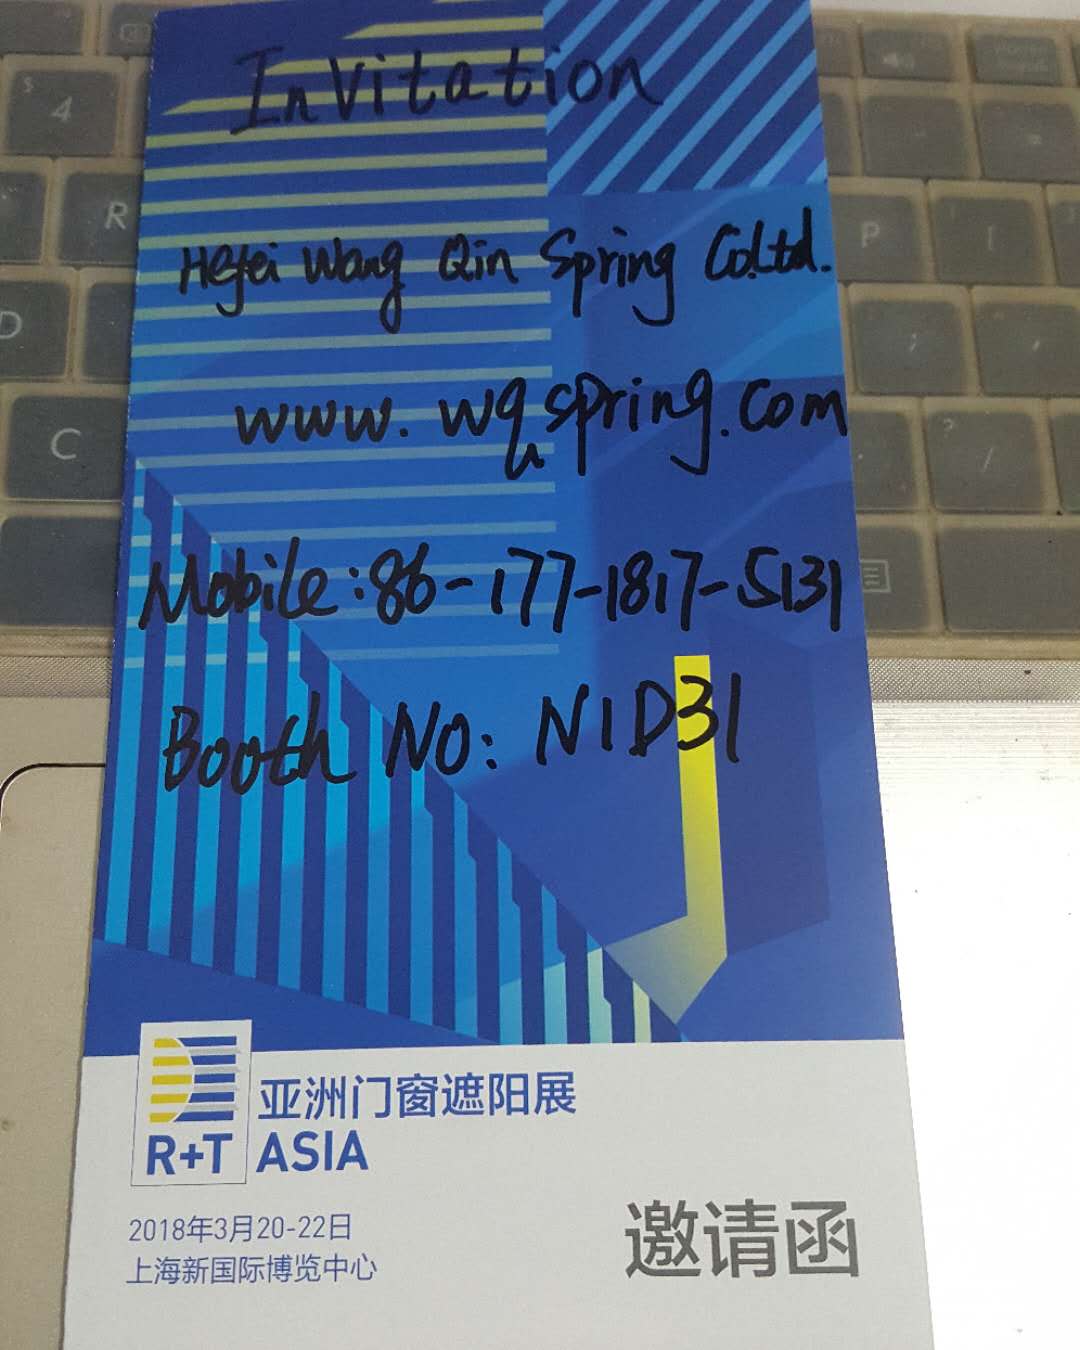 Invitation
Hefei Wang Qin Spring Co.Ltd.
www.wqspring.com
Mobile:86-177-1817-5131
Booth No: N1D31
亚洲门窗遮阳展
R+T ASIA
2018年3月20-22日
上海新国际博览中心
邀请函
$
4
R
P
D
C
?
/